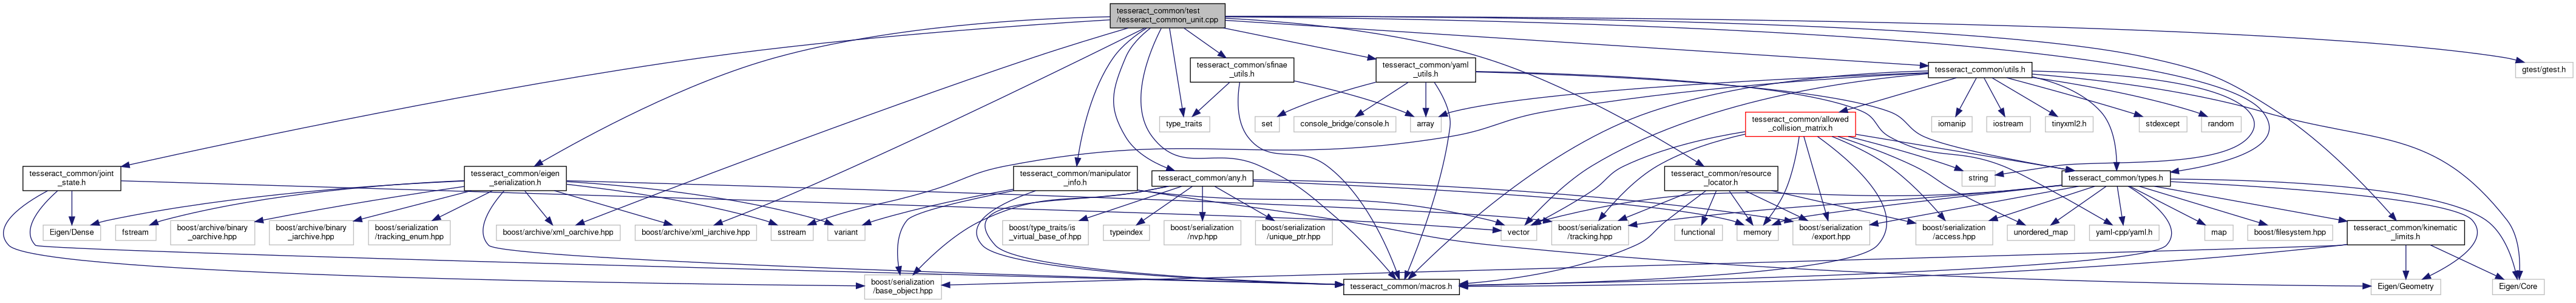 tesseract_common/test
/tesseract_common_unit.cpp
tesseract_common/sfinae
_utils.h
tesseract_common/yaml
_utils.h
tesseract_common/utils.h
gtest/gtest.h
type_traits
set
console_bridge/console.h
array
tesseract_common/allowed
_collision_matrix.h
iomanip
iostream
tinyxml2.h
stdexcept
random
tesseract_common/joint
_state.h
tesseract_common/eigen
_serialization.h
tesseract_common/manipulator
_info.h
tesseract_common/any.h
tesseract_common/resource
_locator.h
string
tesseract_common/types.h
Eigen/Dense
fstream
boost/archive/binary
_oarchive.hpp
boost/archive/binary
_iarchive.hpp
boost/serialization
/tracking_enum.hpp
boost/archive/xml_oarchive.hpp
boost/archive/xml_iarchive.hpp
sstream
variant
boost/type_traits/is
_virtual_base_of.hpp
typeindex
boost/serialization
/nvp.hpp
boost/serialization
/unique_ptr.hpp
vector
boost/serialization
/tracking.hpp
functional
memory
boost/serialization
/export.hpp
boost/serialization
/access.hpp
unordered_map
yaml-cpp/yaml.h
map
boost/filesystem.hpp
tesseract_common/kinematic
_limits.h
boost/serialization
/base_object.hpp
tesseract_common/macros.h
Eigen/Geometry
Eigen/Core